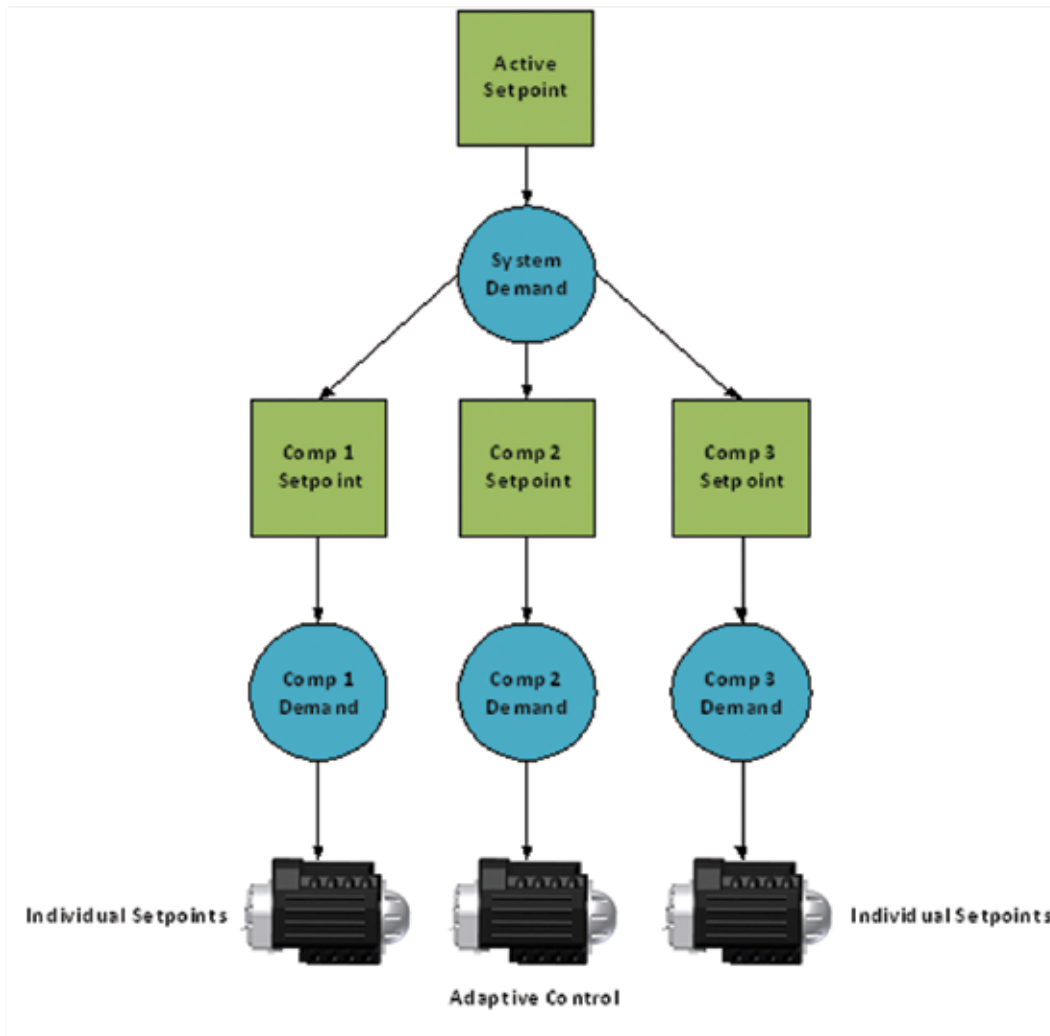 Active
Setpoint
System
Demand
Comp 1
Setpoint
Comp 2
Setpoint
Comp 3
Setpoint
Comp 1
Demand
Comp 2
Demand
Comp 3
Demand
Individual Setpoints
Individual Setpoints
Adaptive Control